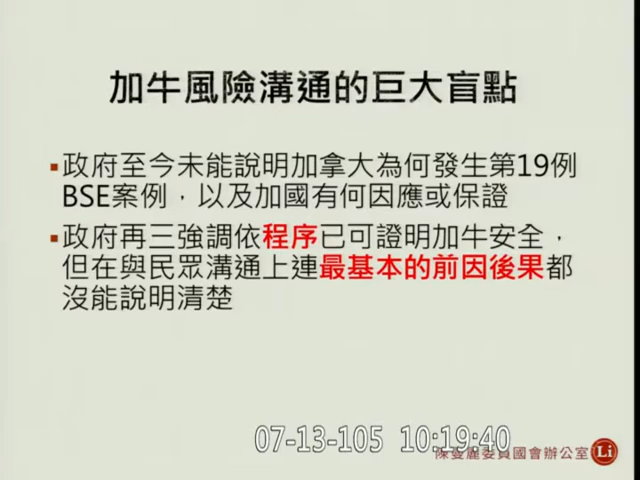 加牛風險溝通的巨大盲點
▪政府至今未能說明加拿大為何發生第19例
BSE案例，以及加國有何因應或保證
▪政府再三強調依程序已可證明加牛安全，
但在與民眾溝通上連最基本的前因後果都
沒能說明清楚
07-13-105 10:19:40
陳曼麗委員國會辦公室 Li